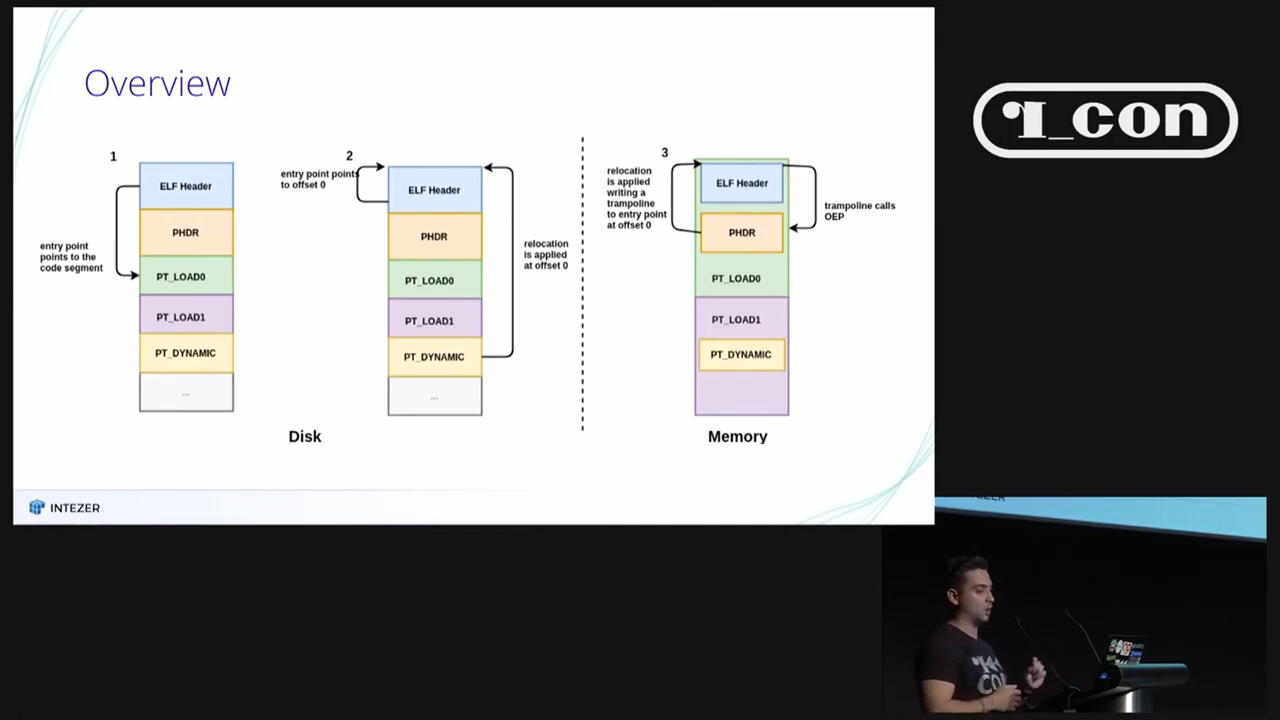 Overview
1
ELF Header
PHDR
PT_LOAD0
PT_LOAD1
PT_DYNAMIC
...
entry point
points to the
code segment
2
entry point points
to offset 0
ELF Header
PHDR
PT_LOAD0
PT_LOAD1
PT_DYNAMIC
...
relocation
is applied
at offset 0
Disk
3
relocation
is applied
writing a
trampoline
to entry point
at offset 0
ELF Header
PHDR
PT_LOAD0
PT_LOAD1
PT_DYNAMIC
trampoline calls
OEP
Memory
INTEZER
r2_con